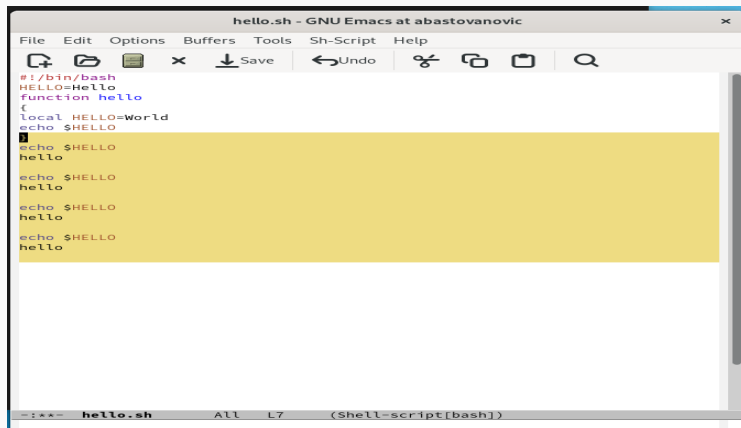 hello.sh - GNU Emacs at abastovanovic ×
File Edit Options Buffers Tools Sh-Script Help
Save Undo
#!/bin/bash
HELLO=Hello
function hello
{
local HELLO=World
echo $HELLO
}
echo $HELLO
hello
echo $HELLO
hello
echo $HELLO
hello
echo $HELLO
hello
-:**- hello.sh All L7 (Shell-script[bash])